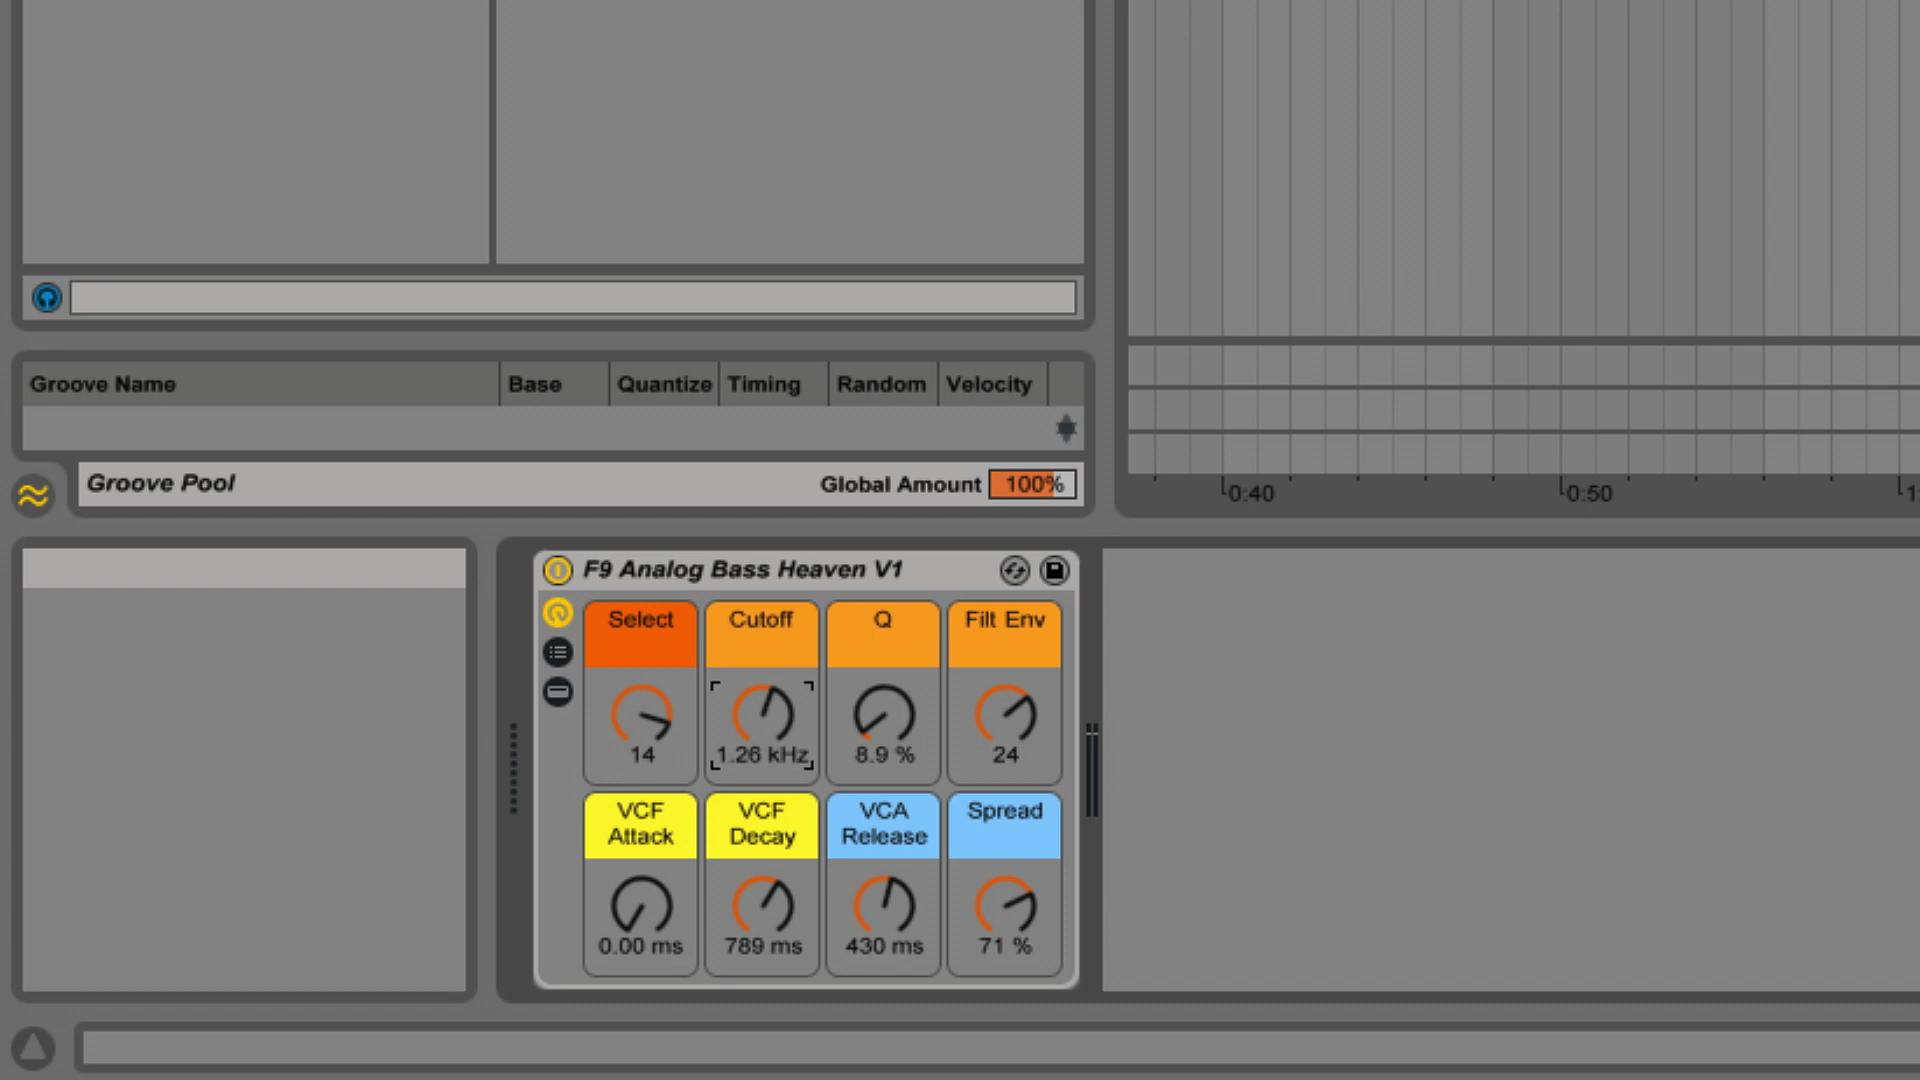 Groove Name Base Quantize Timing Random Velocity
Groove Pool Global Amount 100%
0:40 0:50
F9 Analog Bass Heaven V1
Select Cutoff Q Filt Env
14 1.26 kHz 8.9 % 24
VCF VCF VCA Spread
Attack Decay Release
0.00 ms 789 ms 430 ms 71 %